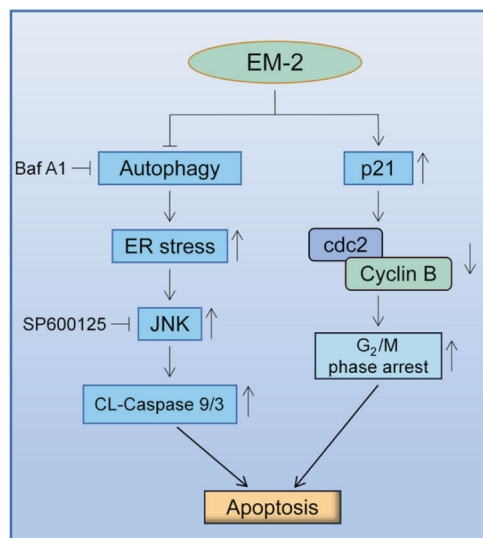 EM-2
Baf A1
Autophagy
p21
ER stress
cdc2
Cyclin B
SP600125
JNK
G₂/M
phase arrest
CL-Caspase 9/3
Apoptosis